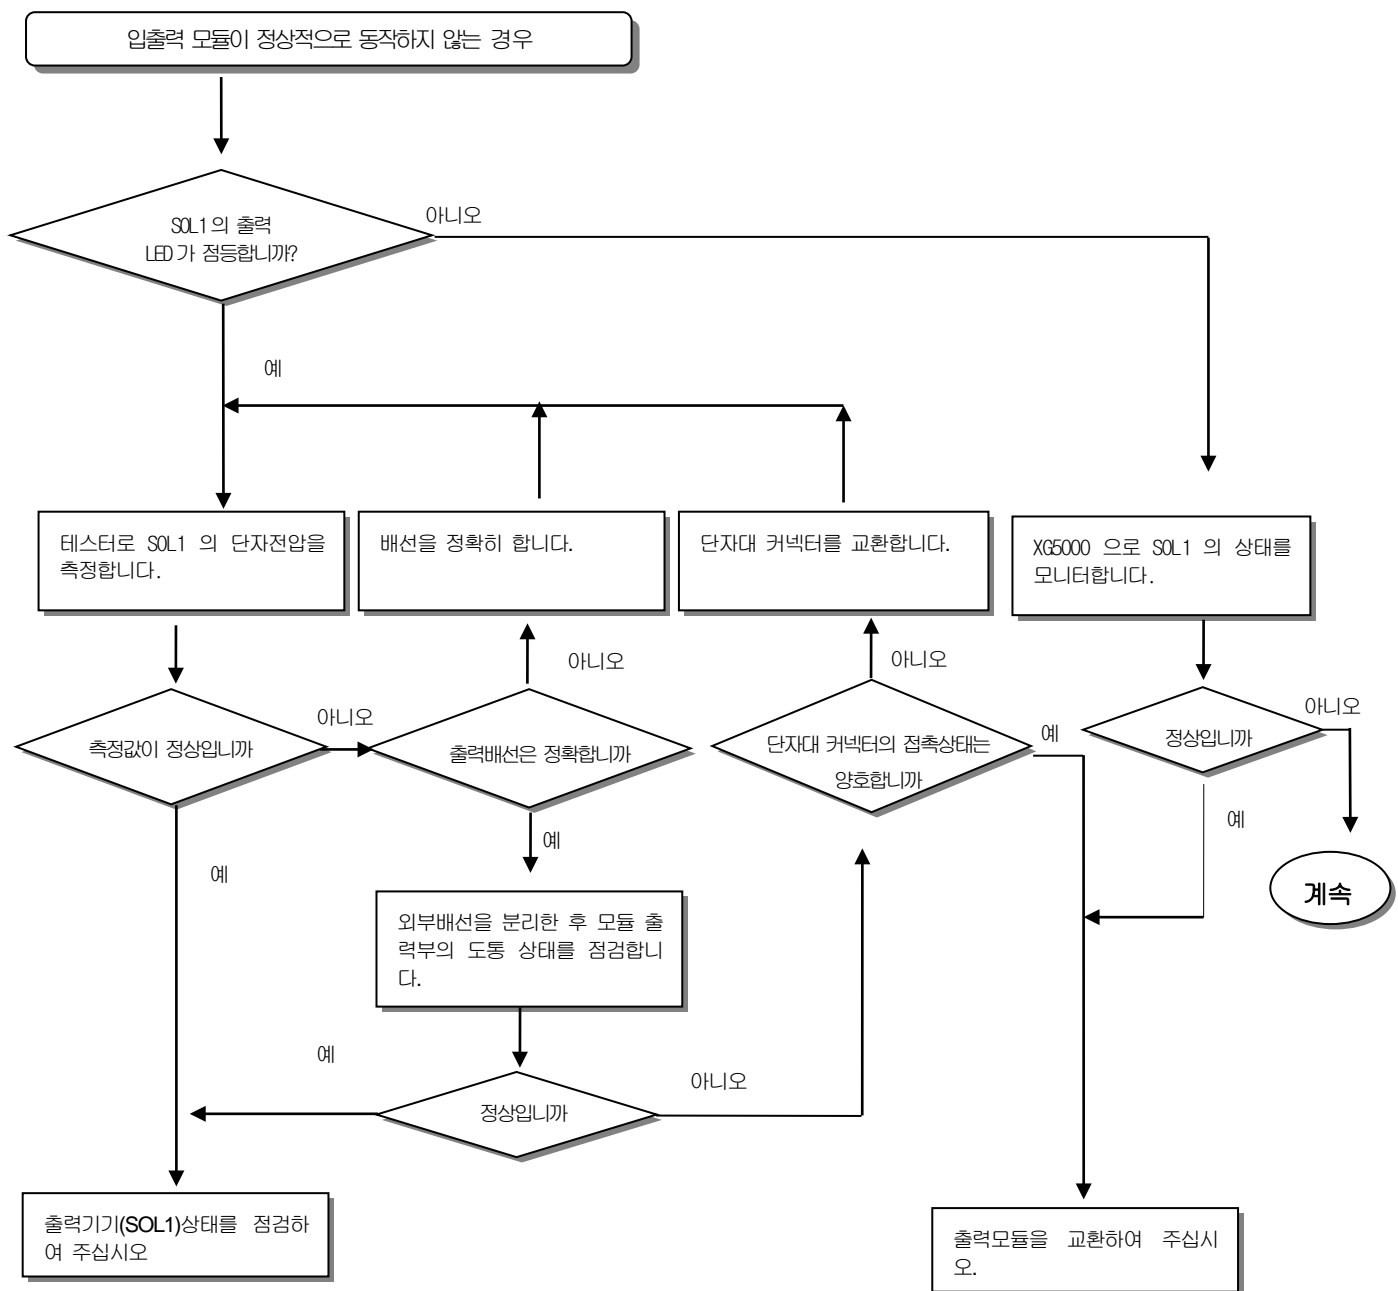 입출력 모듈이 정상적으로 동작하지 않는 경우
SOL1의 출력
LED가 점등합니까?
아니오
예
테스터로 SOL1 의 단자전압을
측정합니다.
배선을 정확히 합니다.
단자대 커넥터를 교환합니다.
XG5000 으로 SOL1 의 상태를
모니터합니다.
아니오
아니오
측정값이 정상입니까
아니오
출력배선은 정확합니까
단자대 커넥터의 접촉상태는
양호합니까
예
정상입니까
아니오
예
예
예
계속
외부배선을 분리한 후 모듈 출
력부의 도통 상태를 점검합니
다.
예
정상입니까
아니오
출력기기(SOL1)상태를 점검하
여 주십시오
출력모듈을 교환하여 주십시
오.